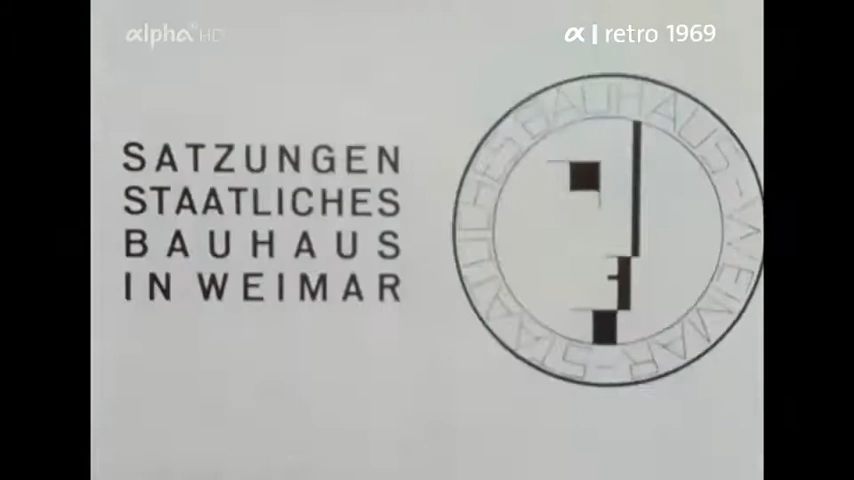 alpha HD
α | retro 1969
SATZUNGEN
STAATLICHES
BAUHAUS
IN WEIMAR
STAATLICHES BAUHAUS - WEIMAR -